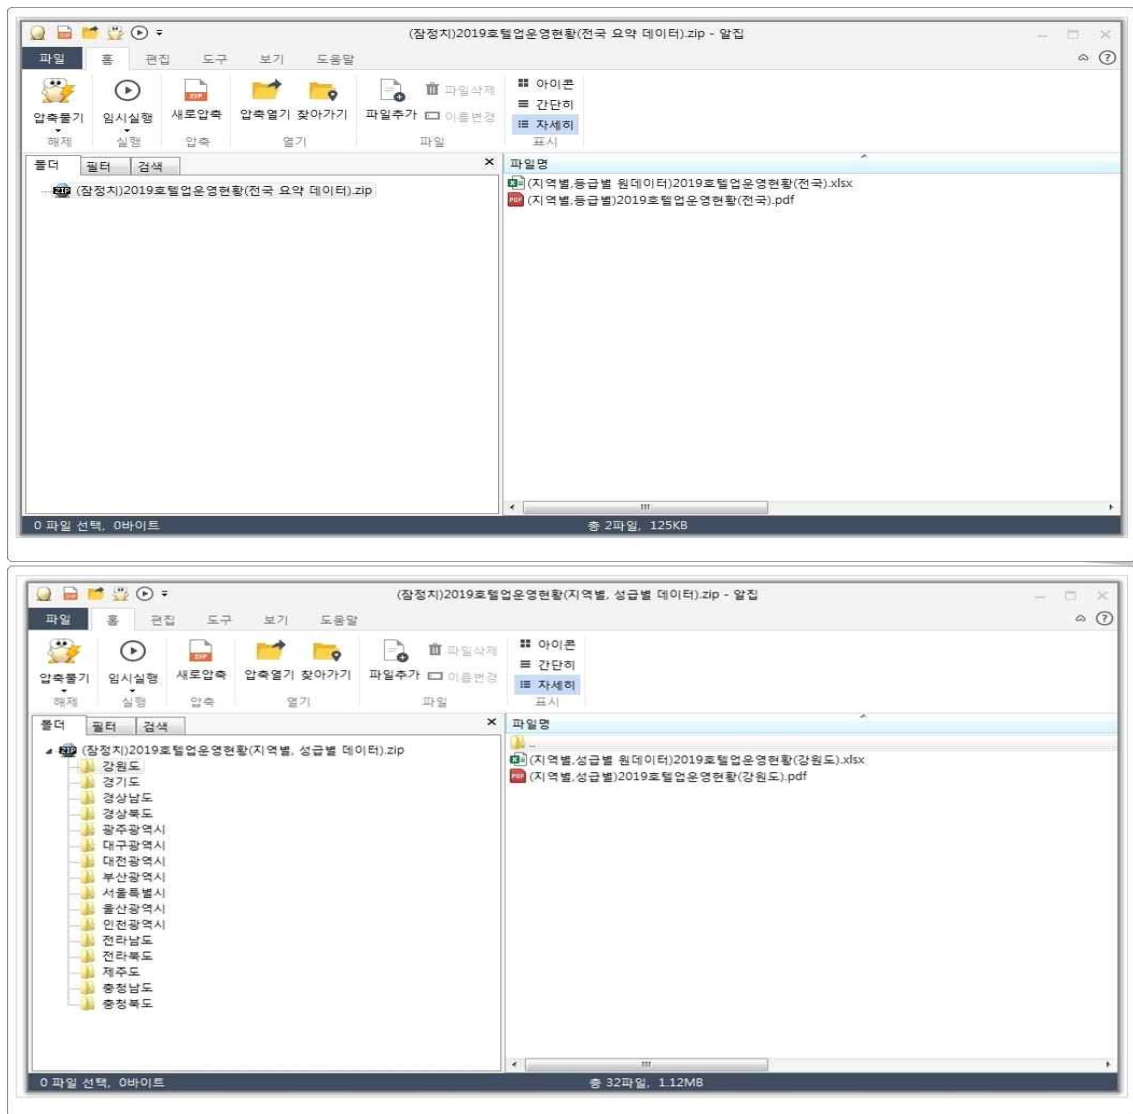 (잠정치)2019호텔업운영현황(전국 요약 데이터).zip - 알집
파일 홈 편집 도구 보기 도움말
압축풀기 임시실행 새로압축 압축열기 찾아가기 파일추가 파일삭제 이름변경 아이콘 간단히 자세히
해제 실행 압축 열기 파일 표시
폴더 필터 검색 파일명
(잠정치)2019호텔업운영현황(전국 요약 데이터).zip
(지역별,등급별 원데이터)2019호텔업운영현황(전국).xlsx
(지역별,등급별)2019호텔업운영현황(전국).pdf
0 파일 선택, 0바이트 총 2파일, 125KB
(잠정치)2019호텔업운영현황(지역별, 성급별 데이터).zip - 알집
파일 홈 편집 도구 보기 도움말
압축풀기 임시실행 새로압축 압축열기 찾아가기 파일추가 파일삭제 이름변경 아이콘 간단히 자세히
해제 실행 압축 열기 파일 표시
폴더 필터 검색 파일명
(잠정치)2019호텔업운영현황(지역별, 성급별 데이터).zip
강원도
경기도
경상남도
경상북도
광주광역시
대구광역시
대전광역시
부산광역시
서울특별시
울산광역시
인천광역시
전라남도
전라북도
제주도
충청남도
충청북도
..
(지역별,성급별 원데이터)2019호텔업운영현황(강원도).xlsx
(지역별,성급별)2019호텔업운영현황(강원도).pdf
0 파일 선택, 0바이트 총 32파일, 1.12MB